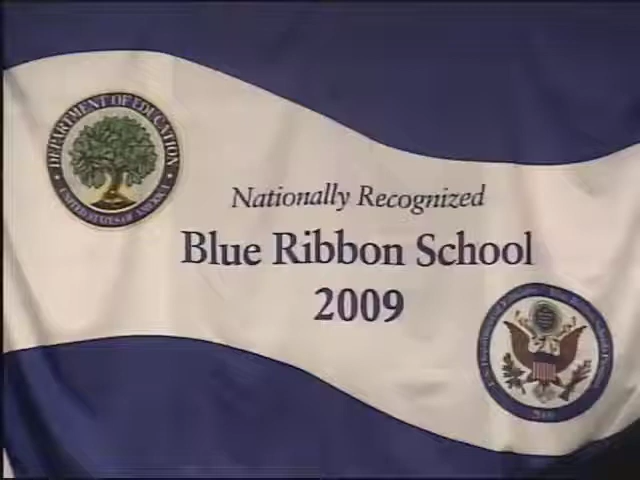 DEPARTMENT OF EDUCATION
UNITED STATES OF AMERICA
Nationally Recognized
Blue Ribbon School
2009